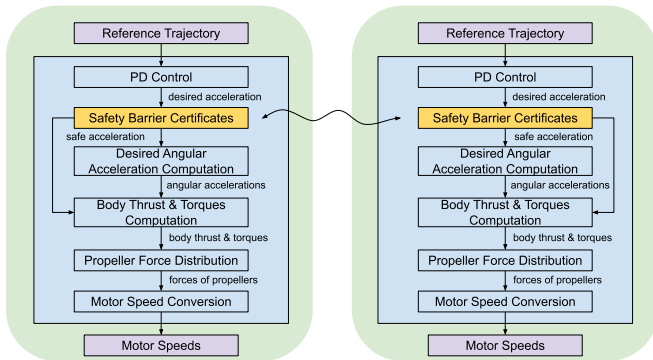 Reference Trajectory
PD Control
desired acceleration
Safety Barrier Certificates
safe acceleration
Desired Angular
Acceleration Computation
angular accelerations
Body Thrust & Torques
Computation
body thrust & torques
Propeller Force Distribution
forces of propellers
Motor Speed Conversion
Motor Speeds
Reference Trajectory
PD Control
desired acceleration
Safety Barrier Certificates
safe acceleration
Desired Angular
Acceleration Computation
angular accelerations
Body Thrust & Torques
Computation
body thrust & torques
Propeller Force Distribution
forces of propellers
Motor Speed Conversion
Motor Speeds